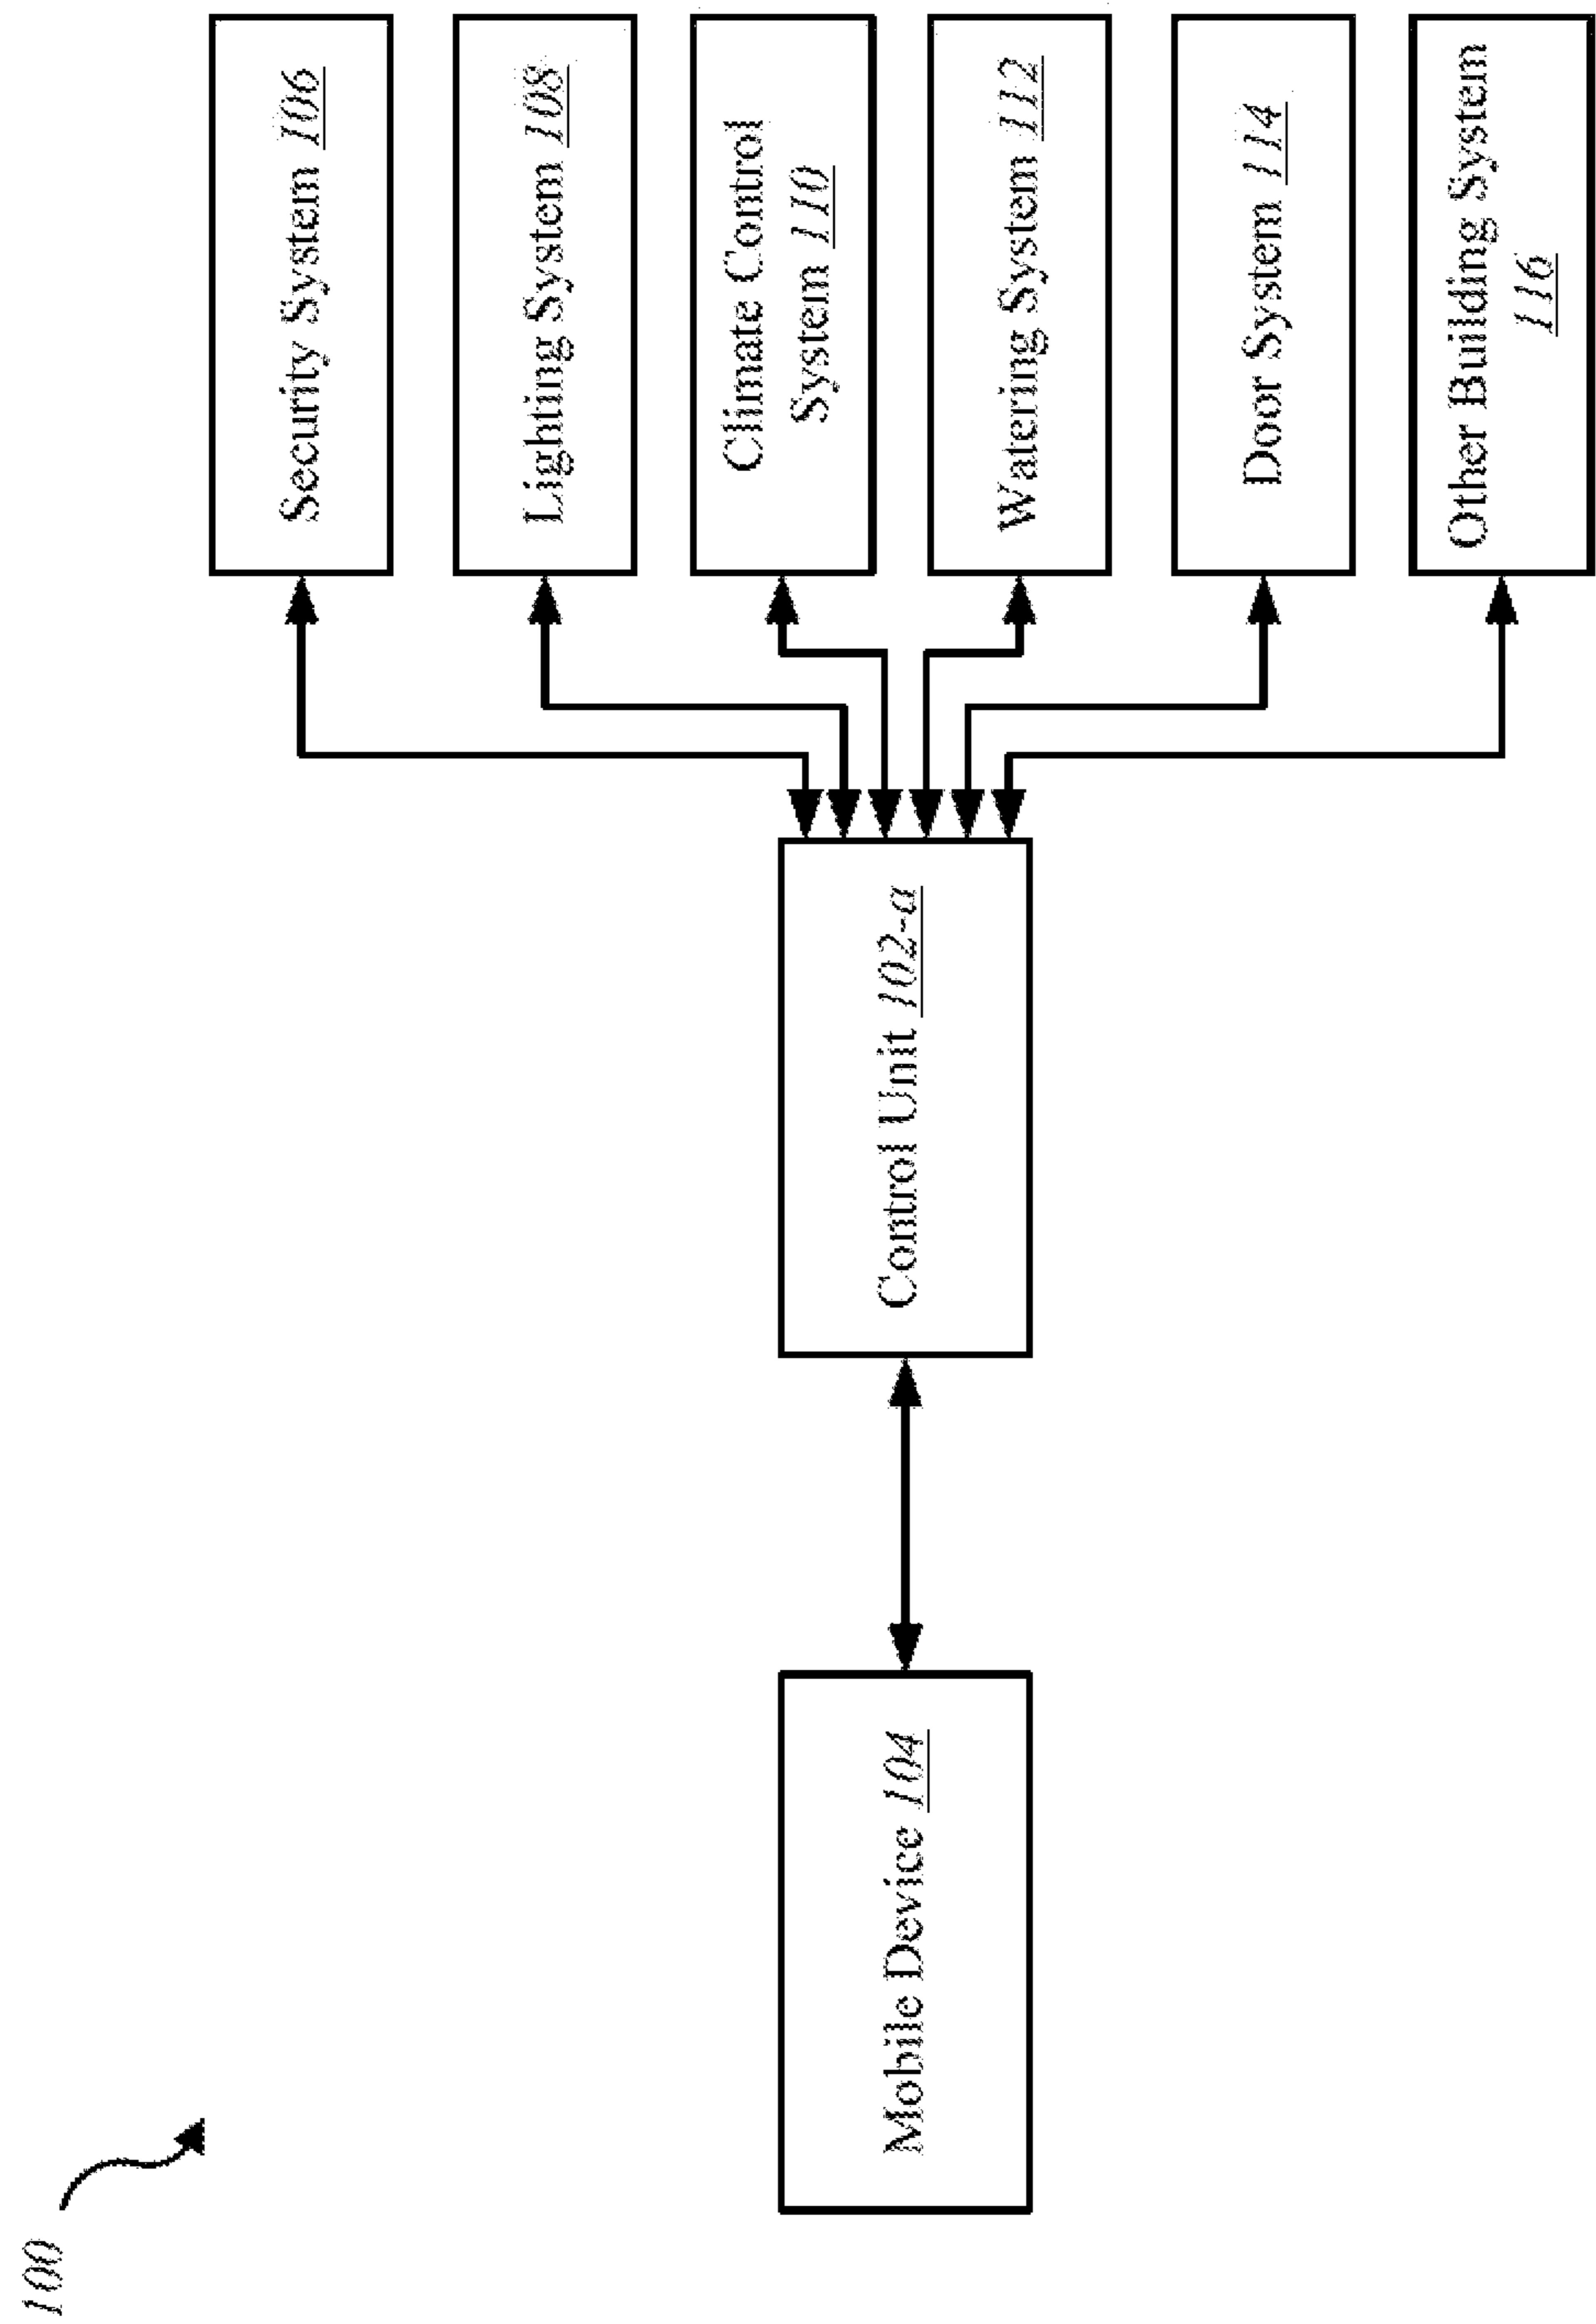 100
Mobile Device 104
Control Unit 102-a
Security System 106
Lighting System 108
Climate Control
System 110
Watering System 112
Door System 114
Other Building System
116